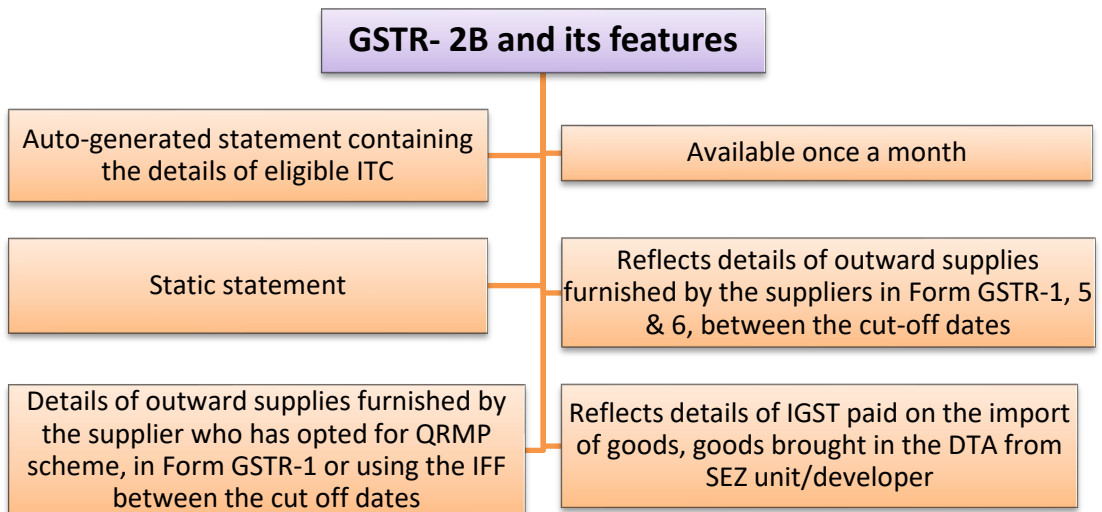 GSTR- 2B and its features
Auto-generated statement containing
the details of eligible ITC
Available once a month
Static statement
Reflects details of outward supplies
furnished by the suppliers in Form GSTR-1, 5
& 6, between the cut-off dates
Details of outward supplies furnished by
the supplier who has opted for QRMP
scheme, in Form GSTR-1 or using the IFF
between the cut off dates
Reflects details of IGST paid on the import
of goods, goods brought in the DTA from
SEZ unit/developer